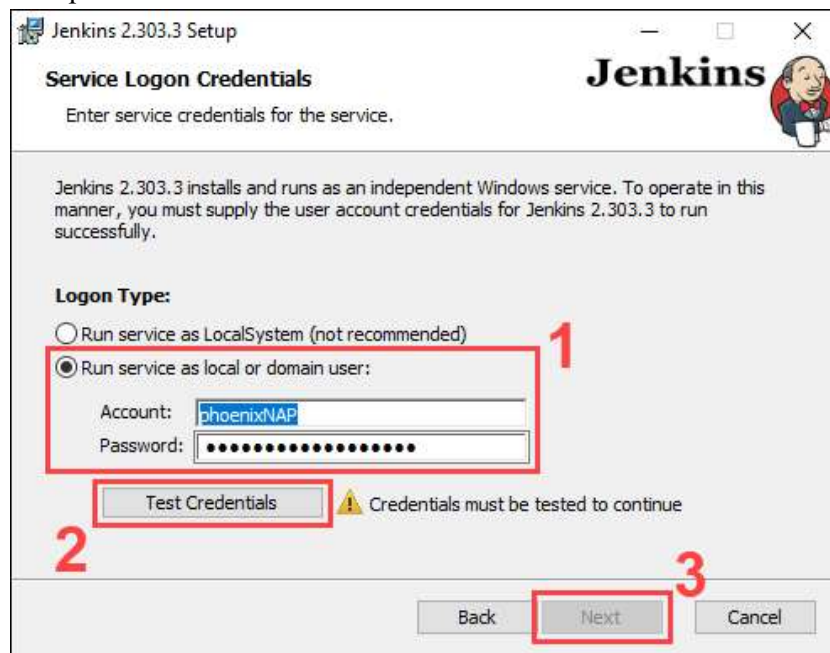 Jenkins 2.303.3 Setup
Service Logon Credentials
Jenkins
Enter service credentials for the service.
Jenkins 2.303.3 installs and runs as an independent Windows service. To operate in this
manner, you must supply the user account credentials for Jenkins 2.303.3 to run
successfully.
Logon Type:
Run service as LocalSystem (not recommended)
1
Run service as local or domain user:
Account: phoenixNAP
Password: ••••••••••••••••••
Test Credentials
Credentials must be tested to continue
2
3
Back
Next
Cancel